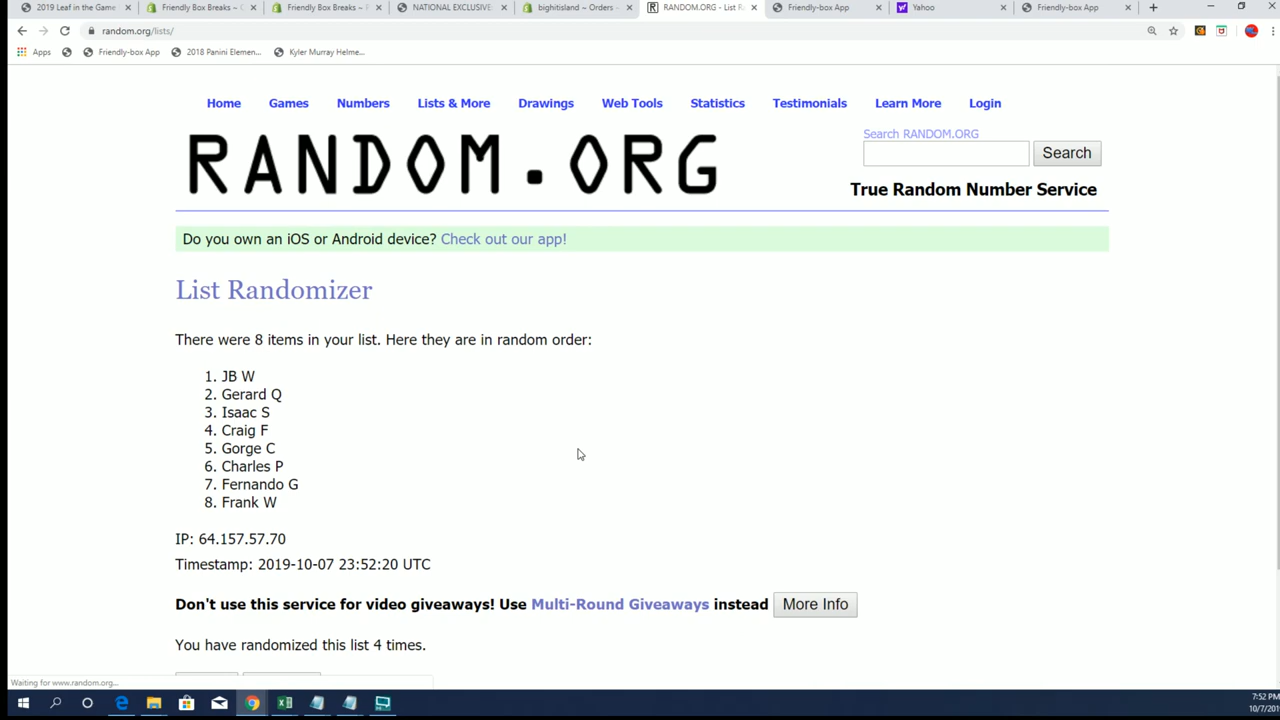 2019 Leaf in the Game
Friendly Box Breaks ~
Friendly Box Breaks ~
NATIONAL EXCLUSIVE:
bighitisland ~ Orders ~
RANDOM.ORG - List
Friendly-box App
Yahoo
Friendly-box App
random.org/lists/
Apps
Friendly-box App
2018 Panini Elemen...
Kyler Murray Helme...
Home
Games
Numbers
Lists & More
Drawings
Web Tools
Statistics
Testimonials
Learn More
Login
RANDOM.ORG
Search RANDOM.ORG
Search
True Random Number Service
Do you own an iOS or Android device? Check out our app!
List Randomizer
There were 8 items in your list. Here they are in random order:
1. JB W
2. Gerard Q
3. Isaac S
4. Craig F
5. Gorge C
6. Charles P
7. Fernando G
8. Frank W
IP: 64.157.57.70
Timestamp: 2019-10-07 23:52:20 UTC
Don't use this service for video giveaways! Use Multi-Round Giveaways instead More Info
You have randomized this list 4 times.
Waiting for www.random.org...
7:52 PM
10/7/201